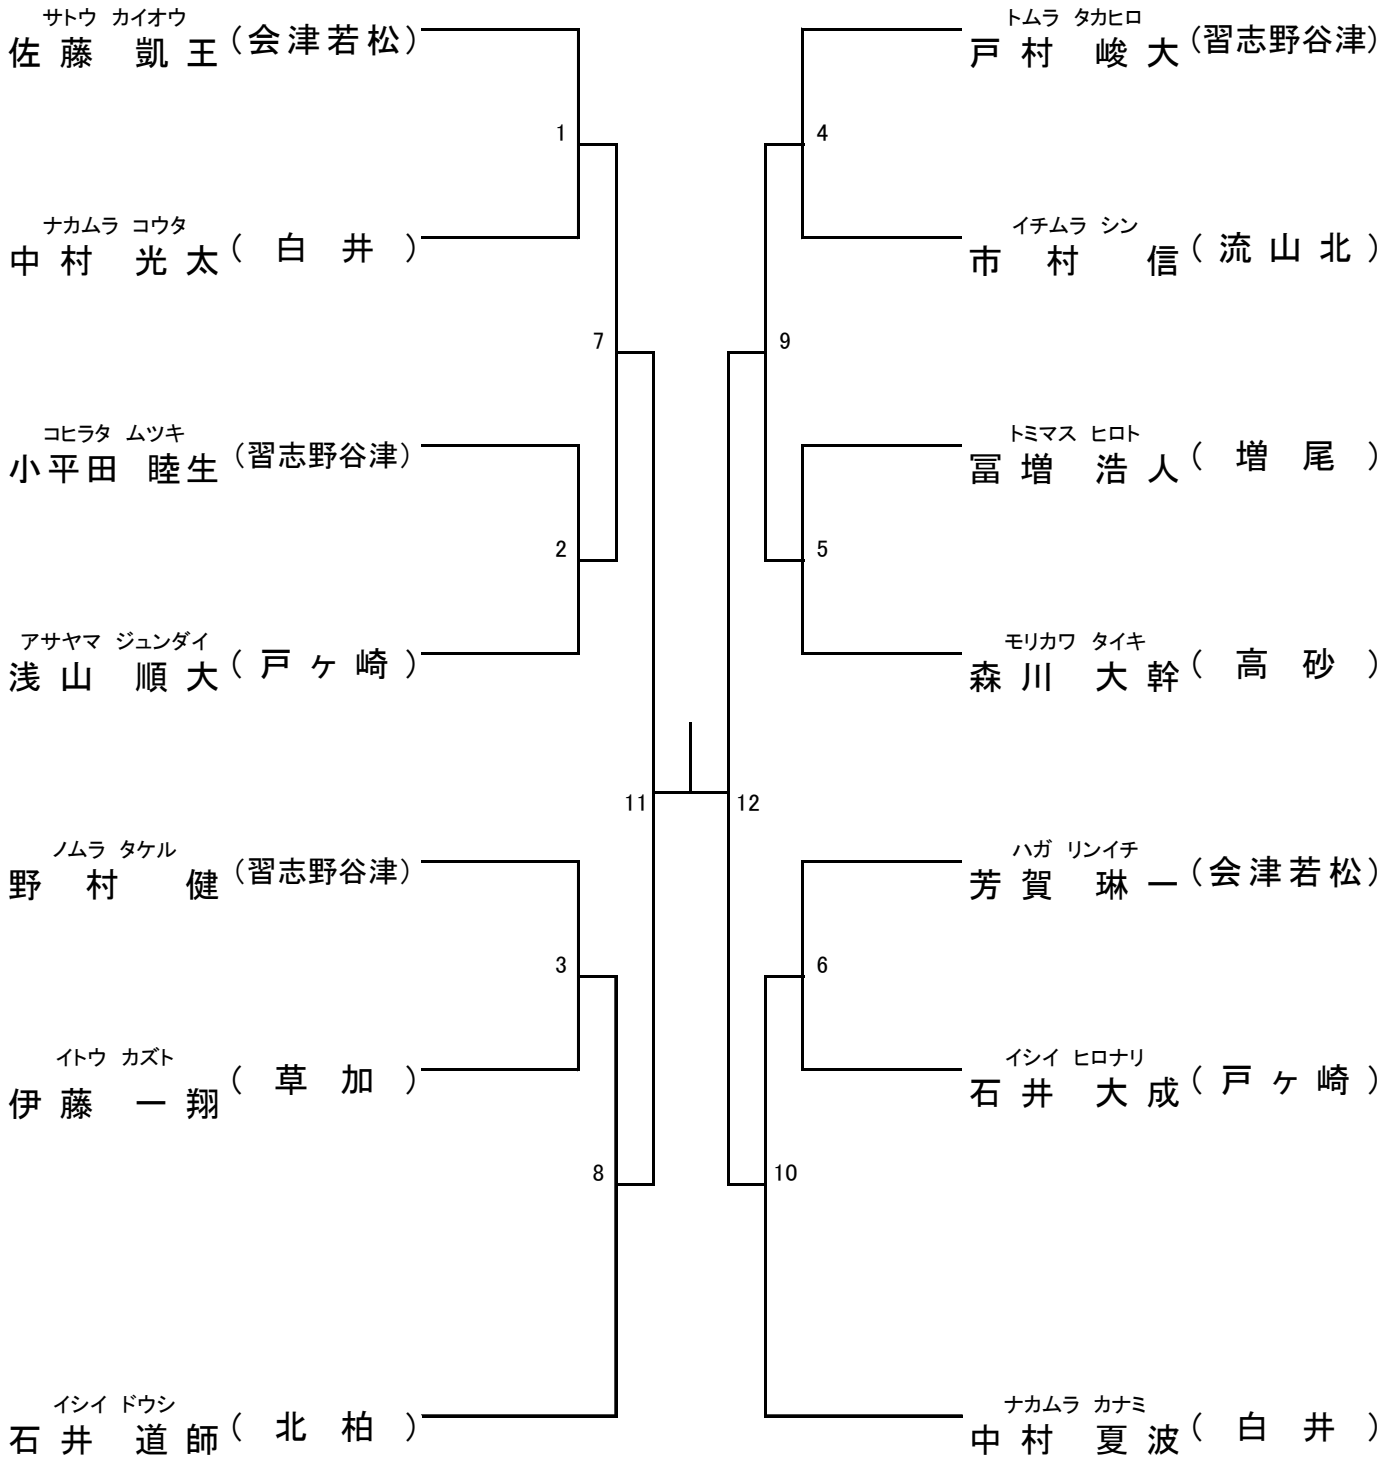 サトウ カイオウ
佐藤 凱王(会津若松)
1
ナカムラ コウタ
中村 光太(白井)
7
コヒラタ ムツキ
小平田 睦生(習志野谷津)
2
アサヤマ ジュンダイ
浅山 順大(戸ヶ崎)
11
ノムラ タケル
野村 健(習志野谷津)
3
イトウ カズト
伊藤 一翔(草加)
8
イシイ ドウシ
石井 道師(北柏)
トムラ タカヒロ
戸村 峻大(習志野谷津)
4
イチムラ シン
市村 信(流山北)
9
トミマス ヒロト
冨増 浩人(増尾)
5
モリカワ タイキ
森川 大幹(高砂)
12
ハガ リンイチ
芳賀 琳一(会津若松)
6
イシイ ヒロナリ
石井 大成(戸ヶ崎)
10
ナカムラ カナミ
中村 夏波(白井)